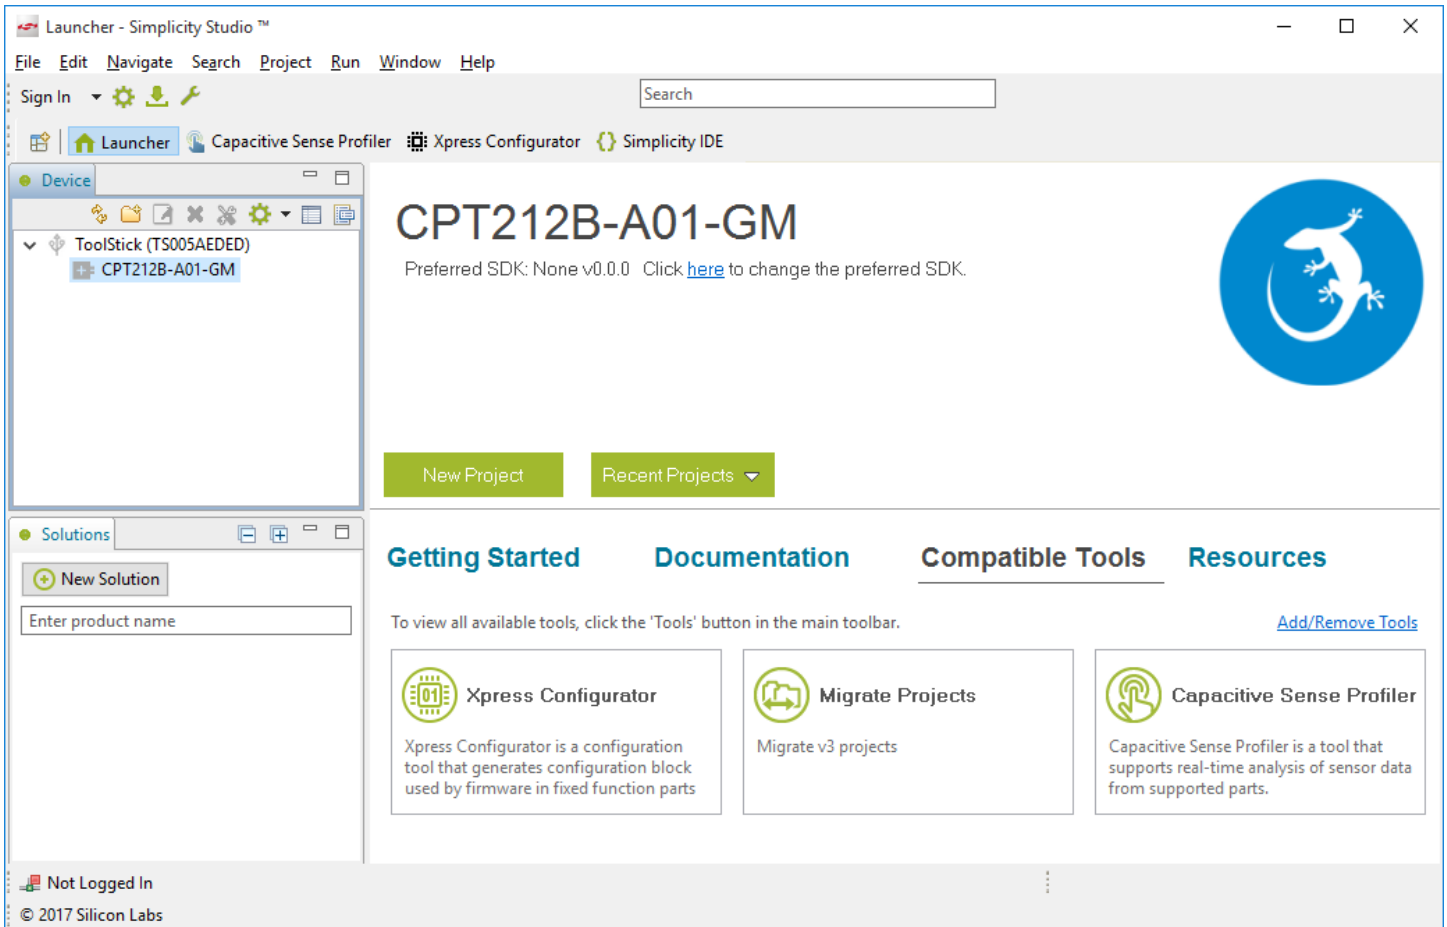 Launcher - Simplicity Studio ™
File Edit Navigate Search Project Run Window Help
Sign In
Search
Launcher Capacitive Sense Profiler Xpress Configurator Simplicity IDE
Device
ToolStick (TS005AEDED)
CPT212B-A01-GM
CPT212B-A01-GM
Preferred SDK: None v0.0.0 Click here to change the preferred SDK.
New Project
Recent Projects
Solutions
New Solution
Enter product name
Getting Started Documentation Compatible Tools Resources
To view all available tools, click the 'Tools' button in the main toolbar.
Add/Remove Tools
01
Xpress Configurator
Xpress Configurator is a configuration
tool that generates configuration block
used by firmware in fixed function parts
Migrate Projects
Migrate v3 projects
Capacitive Sense Profiler
Capacitive Sense Profiler is a tool that
supports real-time analysis of sensor data
from supported parts.
Not Logged In
© 2017 Silicon Labs